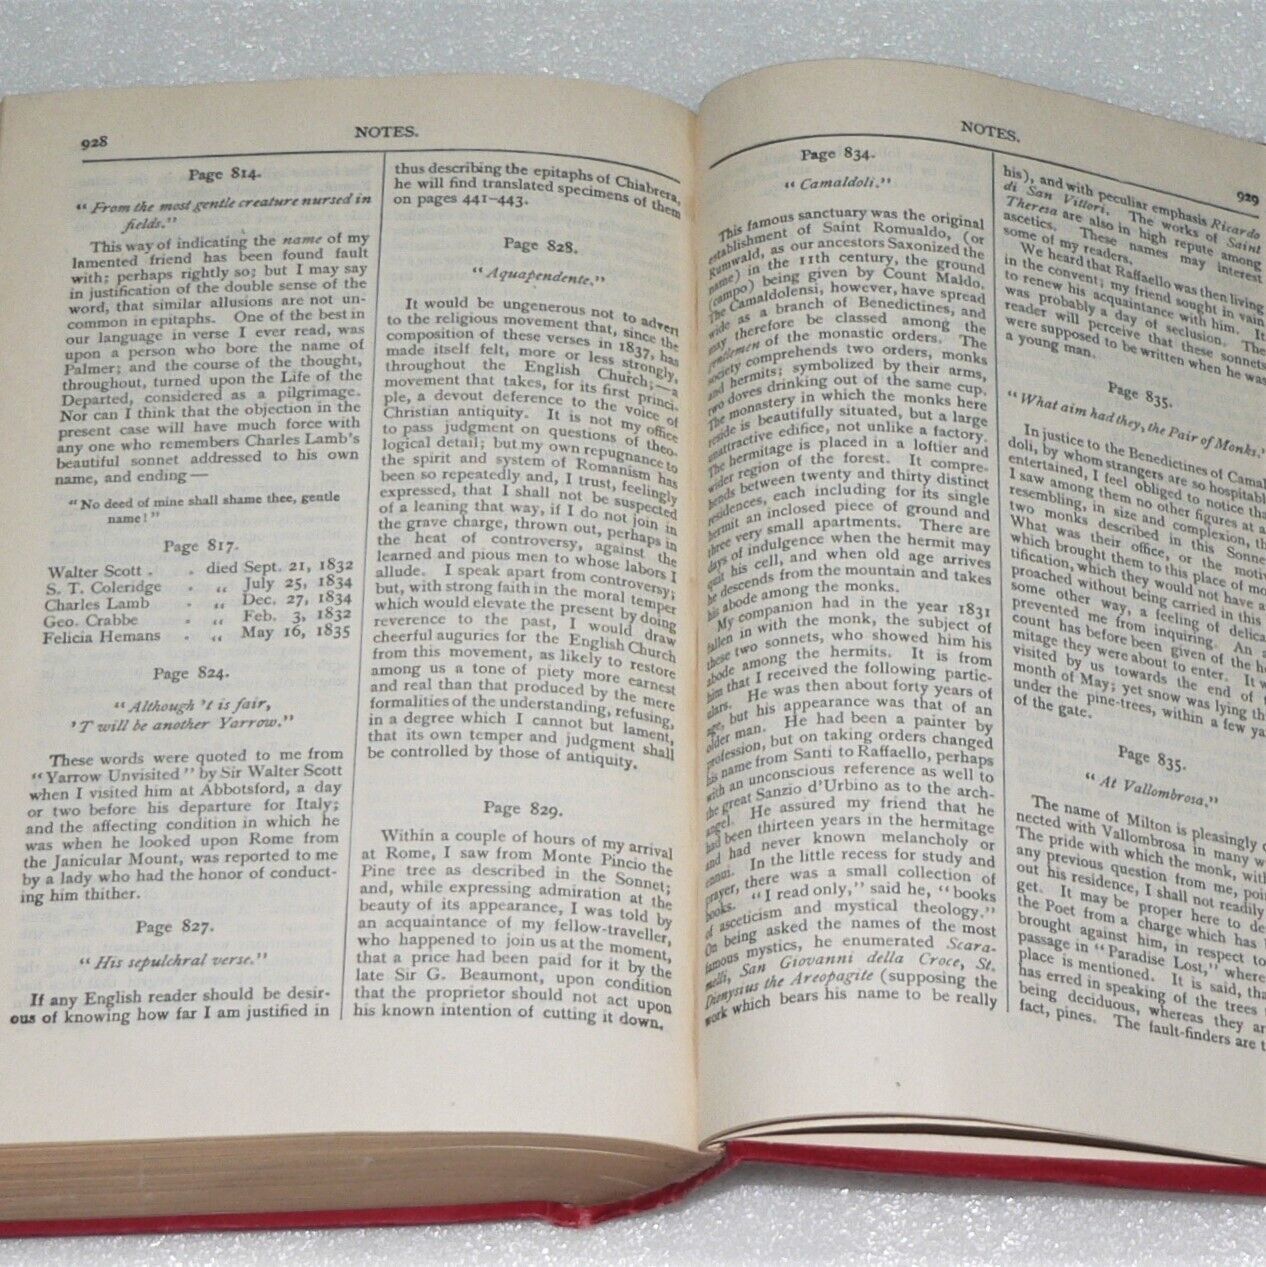 928
NOTES.
Page 814.
“From the most gentle creature nursed in
fields.”
This way of indicating the name of my
lamented friend has been found fault
with; perhaps rightly so; but I may say
in justification of the double sense of the
word, that similar allusions are not un-
common in epitaphs. One of the best in
our language in verse I ever read, was
upon a person who bore the name of
Palmer; and the course of the thought,
throughout, turned upon the Life of the
Departed, considered as a pilgrimage.
Nor can I think that the objection in the
present case will have much force with
any one who remembers Charles Lamb's
beautiful sonnet addressed to his own
name, and ending—
“No deed of mine shall shame thee, gentle
name!”
Page 817.
Walter Scott . . died Sept. 21, 1832
S. T. Coleridge . “ July 25, 1834
Charles Lamb . “ Dec. 27, 1834
Geo. Crabbe . “ Feb. 3, 1832
Felicia Hemans . “ May 16, 1835
Page 824.
“Although 't is fair,
'T will be another Yarrow.”
These words were quoted to me from
“Yarrow Unvisited” by Sir Walter Scott
when I visited him at Abbotsford, a day
or two before his departure for Italy;
and the affecting condition in which he
was when he looked upon Rome from
the Janicular Mount, was reported to me
by a lady who had the honor of conduct-
ing him thither.
Page 827.
“His sepulchral verse.”
If any English reader should be desir-
ous of knowing how far I am justified in
thus describing the epitaphs of Chiabrera,
he will find translated specimens of them
on pages 441–443.
Page 828.
“Aquapendente.”
It would be ungenerous not to advert
to the religious movement that, since the
composition of these verses in 1837, has
made itself felt, more or less strongly,
throughout the English Church;—a
movement that takes, for its first princi-
ple, a devout deference to the voice of
Christian antiquity. It is not my office
to pass judgment on questions of theo-
logical detail; but my own repugnance to
the spirit and system of Romanism has
been so repeatedly and, I trust, feelingly
expressed, that I shall not be suspected
of a leaning that way, if I do not join in
the grave charge, thrown out, perhaps in
the heat of controversy, against the
learned and pious men to whose labors I
allude. I speak apart from controversy;
but, with strong faith in the moral temper
which would elevate the present by doing
reverence to the past, I would draw
cheerful auguries for the English Church
from this movement, as likely to restore
among us a tone of piety more earnest
and real than that produced by the mere
formalities of the understanding, refusing,
in a degree which I cannot but lament,
that its own temper and judgment shall
be controlled by those of antiquity.
Page 829.
Within a couple of hours of my arrival
at Rome, I saw from Monte Pincio the
Pine tree as described in the Sonnet;
and, while expressing admiration at the
beauty of its appearance, I was told by
an acquaintance of my fellow-traveller,
who happened to join us at the moment,
that a price had been paid for it by the
late Sir G. Beaumont, upon condition
that the proprietor should not act upon
his known intention of cutting it down.
NOTES.
929
Page 834.
“Camaldoli.”
This famous sanctuary was the original
establishment of Saint Romualdo, (or
Rumwald, as our ancestors Saxonized the
name) in the 11th century, the ground
(campo) being given by Count Maldo.
The Camaldolensi, however, have spread
wide as a branch of Benedictines, and
may therefore be classed among the
gentlemen of the monastic orders. The
society comprehends two orders, monks
and hermits; symbolized by their arms,
two doves drinking out of the same cup.
The monastery in which the monks here
reside is beautifully situated, but a large
unattractive edifice, not unlike a factory.
The hermitage is placed in a loftier and
wider region of the forest. It compre-
hends between twenty and thirty distinct
residences, each including for its single
hermit an inclosed piece of ground and
three very small apartments. There are
days of indulgence when the hermit may
quit his cell, and when old age arrives
he descends from the mountain and takes
his abode among the monks.
My companion had in the year 1831
fallen in with the monk, the subject of
these two sonnets, who showed him his
abode among the hermits. It is from
him that I received the following partic-
ulars. He was then about forty years of
age, but his appearance was that of an
older man. He had been a painter by
profession, but on taking orders changed
his name from Santi to Raffaello, perhaps
with an unconscious reference as well to
the great Sanzio d'Urbino as to the arch-
angel. He assured my friend that he
had been thirteen years in the hermitage
and had never known melancholy or
ennui. In the little recess for study and
prayer, there was a small collection of
books. “I read only,” said he, “books
of asceticism and mystical theology.”
On being asked the names of the most
famous mystics, he enumerated Scara-
melli, San Giovanni della Croce, St.
Dionysius the Areopagite (supposing the
work which bears his name to be really
his), and with peculiar emphasis Ricardo
di San Vittori. The works of Saint
Theresa are also in high repute among
ascetics. These names may interest
some of my readers.
We heard that Raffaello was then living
in the convent; my friend sought in vain
to renew his acquaintance with him. It
was probably a day of seclusion. The
reader will perceive that these sonnets
were supposed to be written when he was
a young man.
Page 835.
“What aim had they, the Pair of Monks.”
In justice to the Benedictines of Camal
doli, by whom strangers are so hospitabl
entertained, I feel obliged to notice tha
I saw among them no other figures at a
resembling, in size and complexion, th
two monks described in this Sonne
What was their office, or the motiv
which brought them to this place of mo
tification, which they would not have a
proached without being carried in this
some other way, a feeling of delica
prevented me from inquiring. An a
count has before been given of the he
mitage they were about to enter. It w
visited by us towards the end of
month of May; yet snow was lying th
under the pine-trees, within a few ya
of the gate.
Page 835.
“At Vallombrosa.”
The name of Milton is pleasingly c
nected with Vallombrosa in many w
The pride with which the monk, with
any previous question from me, poin
out his residence, I shall not readily
get. It may be proper here to de
the Poet from a charge which has
brought against him, in respect to
passage in “Paradise Lost,” where
place is mentioned. It is said, tha
has erred in speaking of the trees
being deciduous, whereas they ar
fact, pines. The fault-finders are t